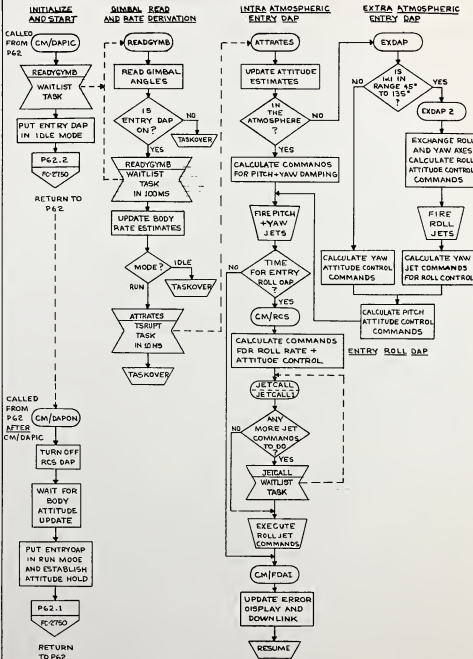 INITIALIZE
AND START
CALLED
FROM
P62
CM/DAPIC
READYGYMB
WAITLIST
TASK
PUT ENTRY DAP
IN IDLE MODE
P62.2
FC-2750
RETURN TO
P62
CALLED
FROM
P62
AFTER
CM/DAPIC
CM/DAPON
TURN OFF
RCS DAP
WAIT FOR
BODY
ATTITUDE
UPDATE
PUT ENTRYDAP
IN RUN MODE
AND ESTABLISH
ATTITUDE HOLD
P62.1
FC-2750
RETURN
TO P62
GIMBAL READ
AND RATE DERIVATION
READGYMB
READ GIMBAL
ANGLES
IS
ENTRY DAP
ON?
NO
TASKOVER
YES
READYGYMB
WAITLIST
TASK
IN 100MS
UPDATE BODY
RATE ESTIMATES
MODE?
IDLE
TASKOVER
RUN
ATTRATES
TSRUPT
TASK
IN 10 MS
TASKOVER
INTRA ATMOSPHERIC
ENTRY DAP
ATTRATES
UPDATE ATTITUDE
ESTIMATES
IN
THE
ATMOSPHERE
?
NO
YES
CALCULATE COMMANDS
FOR PITCH+YAW DAMPING
FIRE PITCH
+YAW
JETS
TIME
FOR ENTRY
ROLL DAP
?
NO
YES
CM/RCS
CALCULATE COMMANDS
FOR ROLL RATE +
ATTITUDE CONTROL
JETCALL
JETCALL1
ANY
MORE JET
COMMANDS
TO DO
?
NO
YES
JETCALL
WAITLIST
TASK
EXECUTE
ROLL JET
COMMANDS
CM/FDAI
UPDATE ERROR
DISPLAY AND
DOWNLINK
RESUME
EXTRA ATMOSPHERIC
ENTRY DAP
EXDAP
IS
|α| IN
RANGE 45°
TO 135°
?
NO
YES
EXDAP 2
EXCHANGE ROLL
AND YAW AXES
CALCULATE ROLL
ATTITUDE CONTROL
COMMANDS
FIRE
ROLL
JETS
CALCULATE YAW
ATTITUDE CONTROL
COMMANDS
CALCULATE YAW
JET COMMANDS
FOR ROLL CONTROL
CALCULATE PITCH
ATTITUDE CONTROL
COMMANDS
ENTRY ROLL DAP